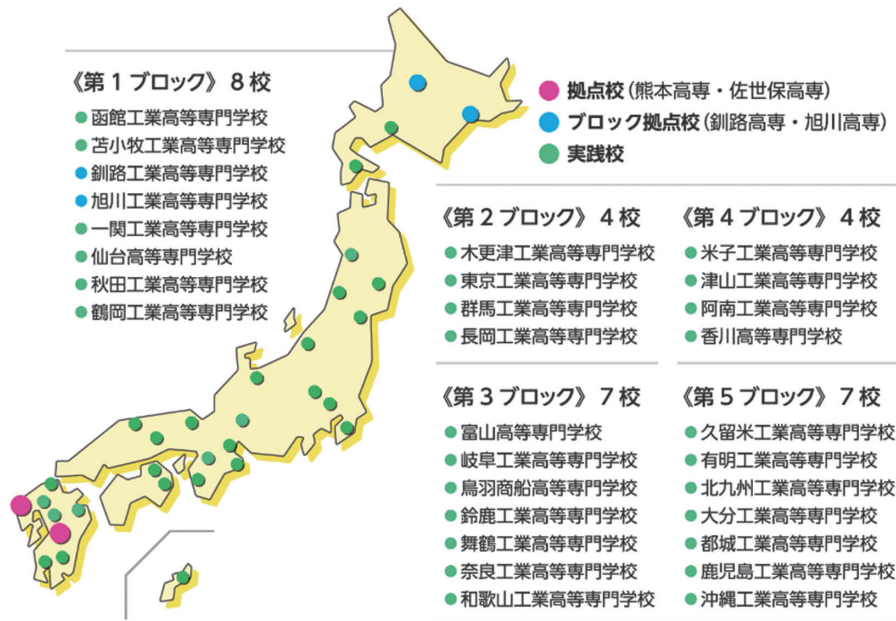 《第1ブロック》8校
函館工業高等専門学校
苫小牧工業高等専門学校
釧路工業高等専門学校
旭川工業高等専門学校
一関工業高等専門学校
仙台高等専門学校
秋田工業高等専門学校
鶴岡工業高等専門学校
拠点校(熊本高専・佐世保高専)
ブロック拠点校(釧路高専・旭川高専)
実践校
《第2ブロック》4校
木更津工業高等専門学校
東京工業高等専門学校
群馬工業高等専門学校
長岡工業高等専門学校
《第4ブロック》4校
米子工業高等専門学校
津山工業高等専門学校
阿南工業高等専門学校
香川高等専門学校
《第3ブロック》7校
富山高等専門学校
岐阜工業高等専門学校
鳥羽商船高等専門学校
鈴鹿工業高等専門学校
舞鶴工業高等専門学校
奈良工業高等専門学校
和歌山工業高等専門学校
《第5ブロック》7校
久留米工業高等専門学校
有明工業高等専門学校
北九州工業高等専門学校
大分工業高等専門学校
都城工業高等専門学校
鹿児島工業高等専門学校
沖縄工業高等専門学校